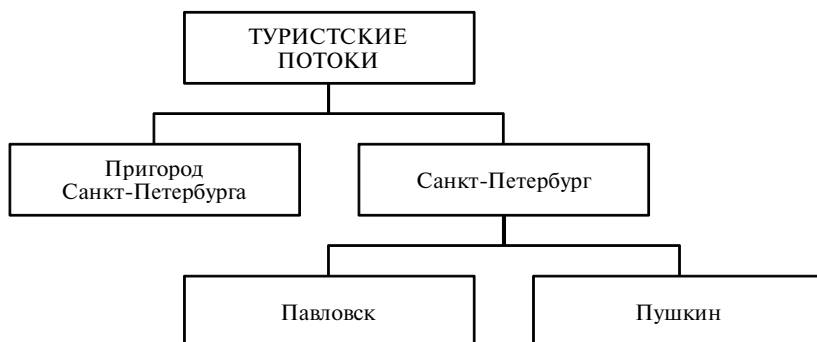 ТУРИСТСКИЕ
ПОТОКИ
Пригород
Санкт-Петербурга
Санкт-Петербург
Павловск
Пушкин